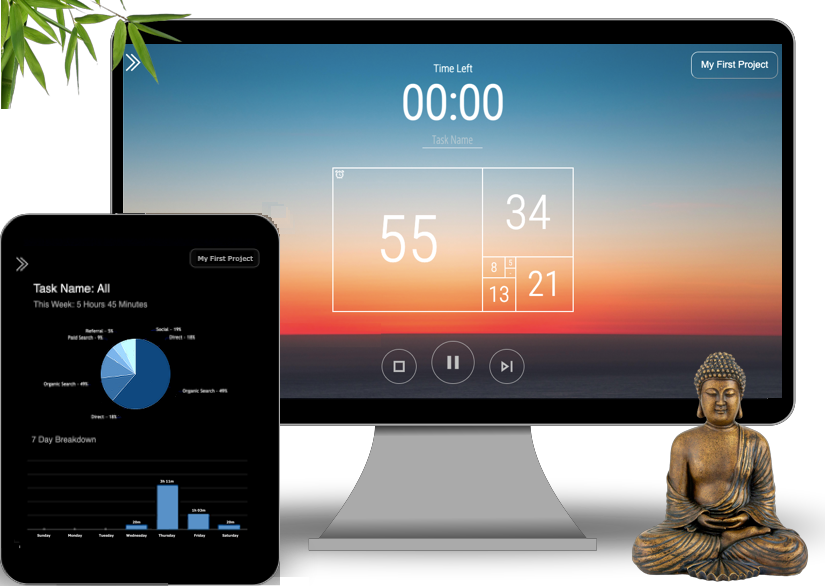 Time Left
My First Project
00:00
Task Name
55
34
8
5
13
21
My First Project
Task Name: All
This Week: 5 Hours 45 Minutes
Referral - 5%
Social - 19%
Paid Search - 9%
Direct - 18%
Organic Search - 49%
Organic Search - 49%
Direct - 18%
7 Day Breakdown
3h 11m
1h 03m
20m
20m
Sunday
Monday
Tuesday
Wednesday
Thursday
Friday
Saturday